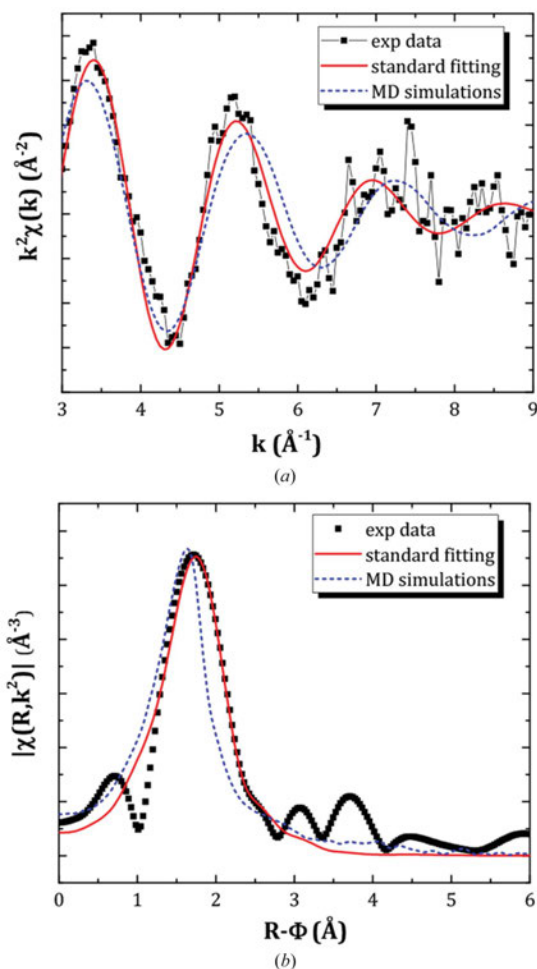 exp data
standard fitting
MD simulations
k²χ(k) (Å⁻²)
3 4 5 6 7 8 9
k (Å⁻¹)
(a)
exp data
standard fitting
MD simulations
|χ(R,k²)| (Å⁻³)
0 1 2 3 4 5 6
R-Φ (Å)
(b)